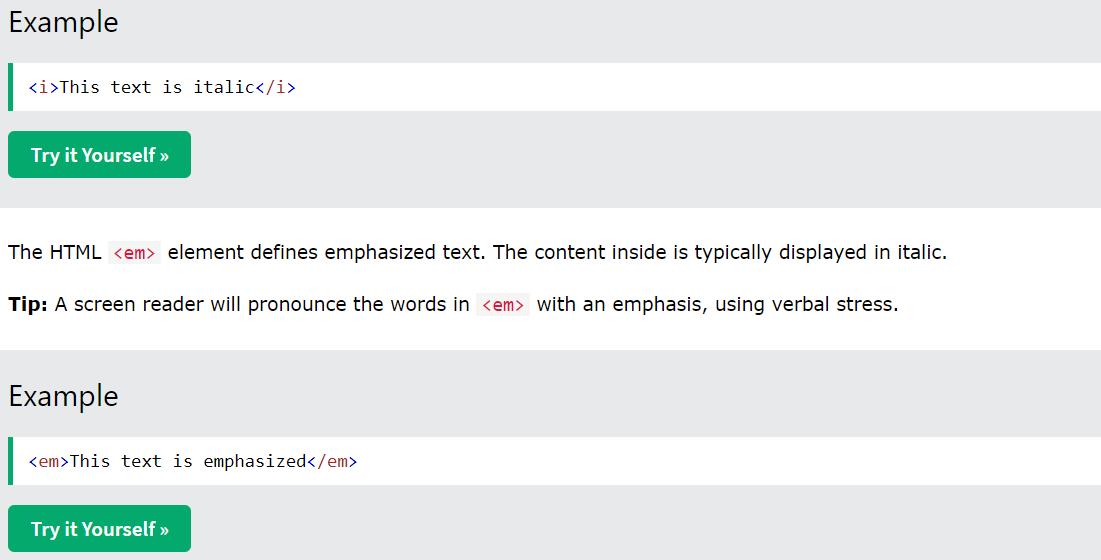 Example
<i>This text is italic</i>
Try it Yourself »
The HTML <em> element defines emphasized text. The content inside is typically displayed in italic.
Tip: A screen reader will pronounce the words in <em> with an emphasis, using verbal stress.
Example
<em>This text is emphasized</em>
Try it Yourself »